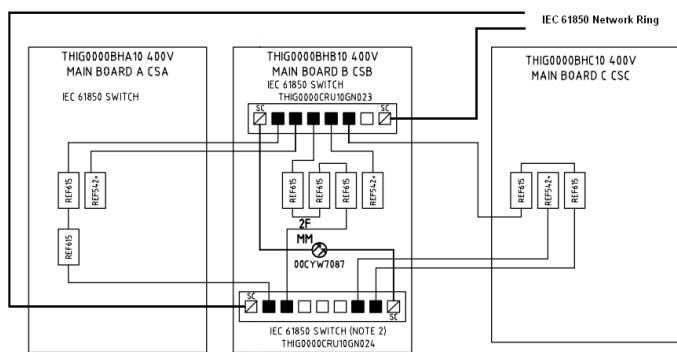 IEC 61850 Network Ring
THIG0000BHA10 400V
MAIN BOARD A CSA
IEC 61850 SWITCH
THIG0000BHB10 400V
MAIN BOARD B CSB
IEC 61850 SWITCH
THIG0000CRU10GN023
THIG0000BHC10 400V
MAIN BOARD C CSC
SC
SC
REF615
REF542+
REF615
REF615
REF615
REF615
REF542+
REF615
REF542+
REF615
2F
MM
00CYW7087
SC
SC
IEC 61850 SWITCH (NOTE 2)
THIG0000CRU10GN024